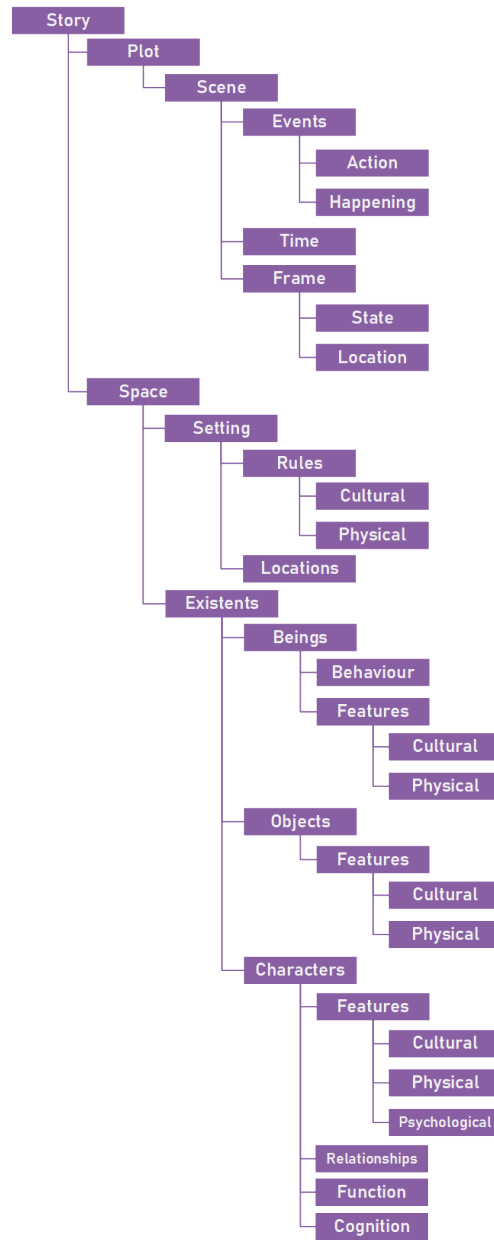 Story
Plot
Scene
Events
Action
Happening
Time
Frame
State
Location
Space
Setting
Rules
Cultural
Physical
Locations
Existents
Beings
Behaviour
Features
Cultural
Physical
Objects
Features
Cultural
Physical
Characters
Features
Cultural
Physical
Psychological
Relationships
Function
Cognition